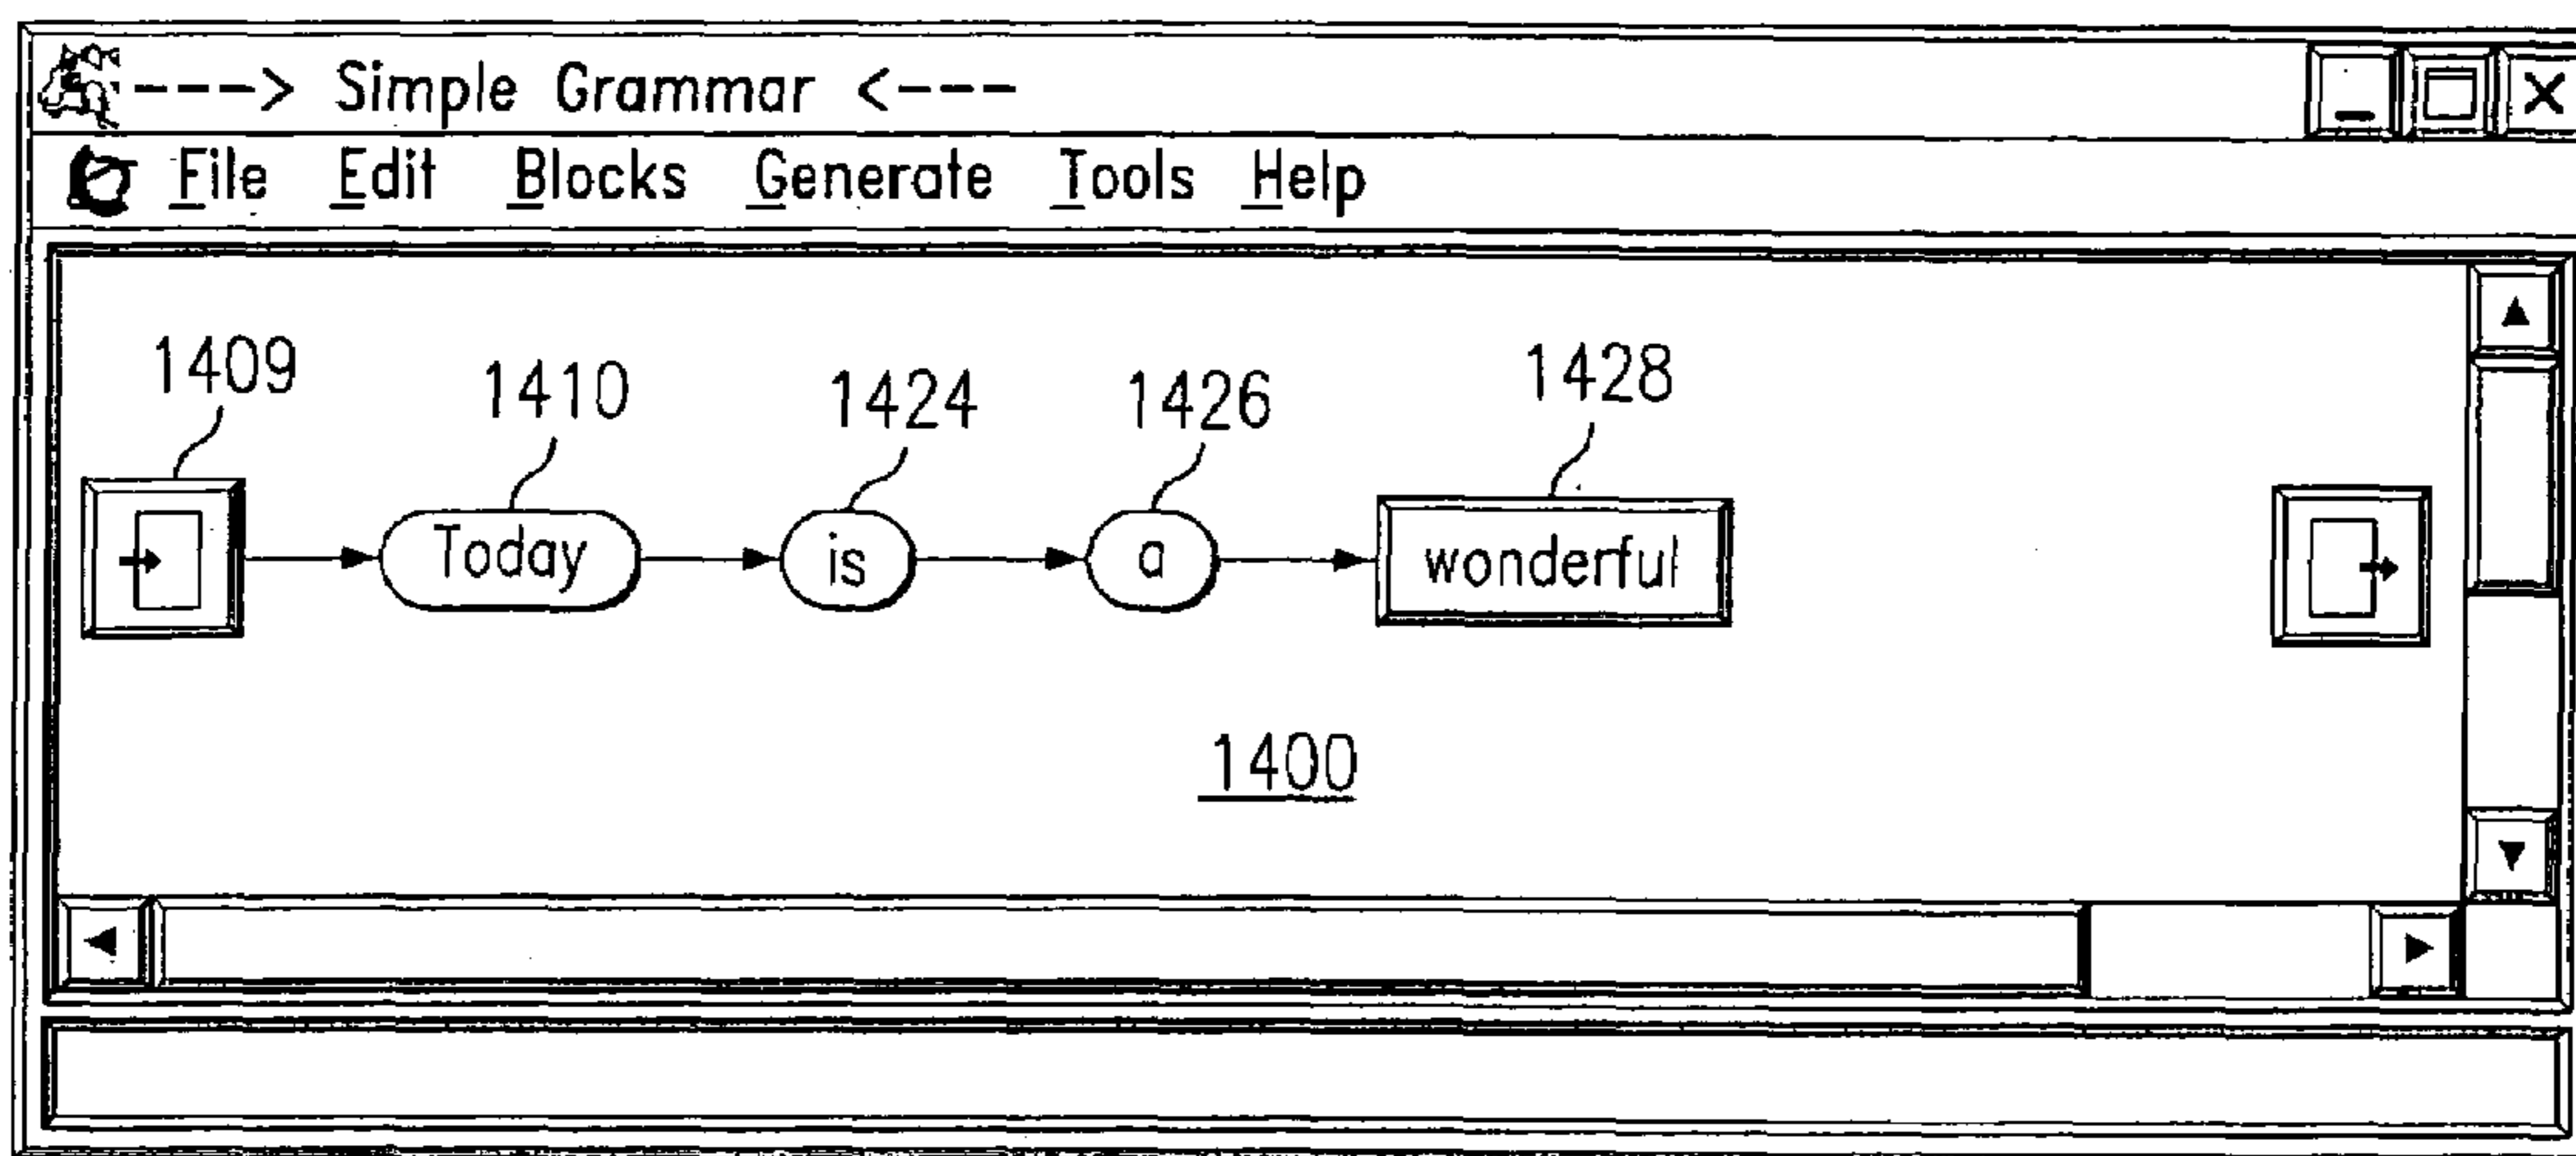 ----> Simple Grammar <---
File Edit Blocks Generate Tools Help
1409 1410 1424 1426 1428
Today is a wonderful
1400